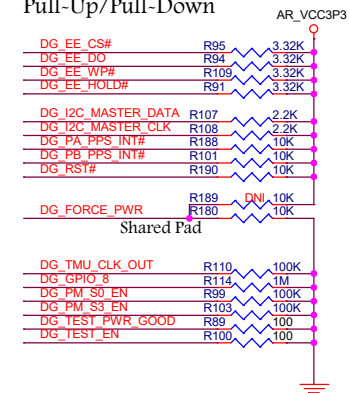 Pull-Up/Pull-Down
AR_VCC3P3
DG_EE_CS# R95 3.32K
DG_EE_DO R94 3.32K
DG_EE_WP# R109 3.32K
DG_EE_HOLD# R91 3.32K
DG_I2C_MASTER_DATA R107 2.2K
DG_I2C_MASTER_CLK R108 2.2K
DG_PA_PPS_INT# R188 10K
DG_PB_PPS_INT# R101 10K
DG_RST# R190 10K
R189 DNI 10K
DG_FORCE_PWR R180 10K
Shared Pad
DG_TMU_CLK_OUT R110 100K
DG_GPIO_8 R114 1M
DG_PM_S0_EN R99 100K
DG_PM_S3_EN R103 100K
DG_TEST_PWR_GOOD R89 100
DG_TEST_EN R100 100